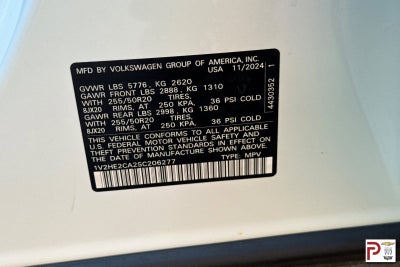 MFD BY VOLKSWAGEN GROUP OF AMERICA, INC.
USA 11/2024
GVWR LBS 5776, KG 2620
GAWR FRONT LBS 2888, KG 1310
WITH 255/50R20 TIRES,
8JX20 RIMS, AT 250 KPA, 36 PSI COLD
GAWR REAR LBS 2998, KG 1360
WITH 255/50R20 TIRES,
8JX20 RIMS, AT 250 KPA, 36 PSI COLD
THIS VEHICLE CONFORMS TO ALL APPLICABLE
U.S. FEDERAL MOTOR VEHICLE SAFETY AND
THEFT PREVENTION STANDARDS IN EFFECT ON
THE DATE OF MANUFACTURE SHOWN ABOVE.
1V2HE2CA2SC206277 TYPE: MPV
4430352 1
P